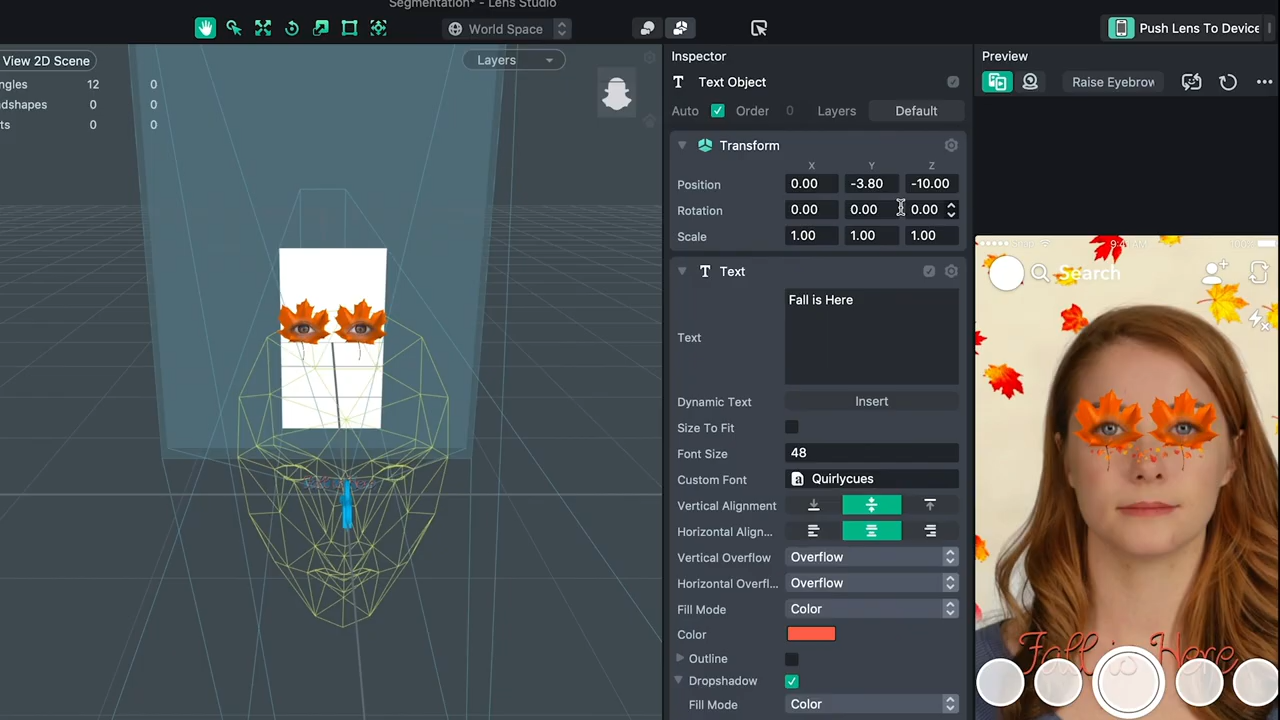 Segmentation* - Lens Studio
World Space
Push Lens To Device
View 2D Scene
Layers
Inspector
Preview
ngles 12 0
ndshapes 0 0
ts 0 0
Text Object
Raise Eyebrow
Auto Order 0 Layers Default
Transform
X Y Z
Position 0.00 -3.80 -10.00
Rotation 0.00 0.00 0.00
Scale 1.00 1.00 1.00
Text
Text Fall is Here
Dynamic Text Insert
Size To Fit
Font Size 48
Custom Font a Quirlycues
Vertical Alignment
Horizontal Align...
Vertical Overflow Overflow
Horizontal Overfl... Overflow
Fill Mode Color
Color
Outline
Dropshadow
Fill Mode Color
Search
Fall is Here